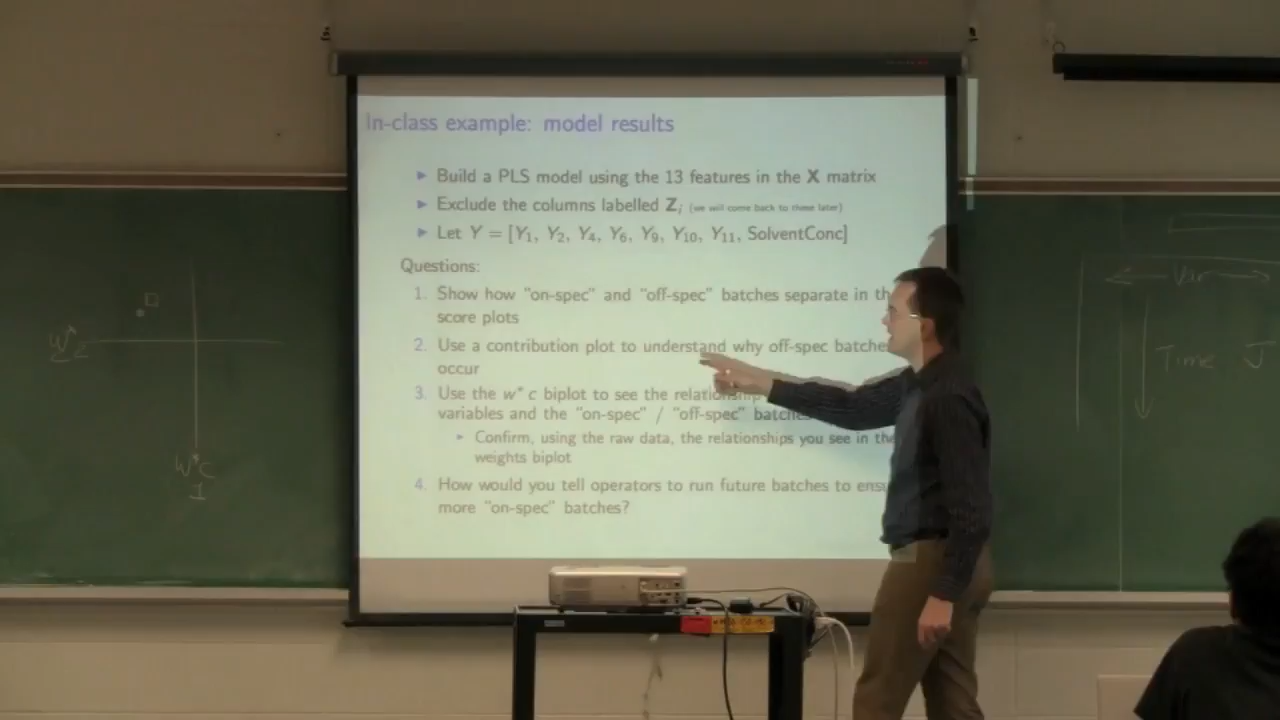 In-class example: model results
▶ Build a PLS model using the 13 features in the X matrix
▶ Exclude the columns labelled Zᵢ (we will come back to these later)
▶ Let Y = [Y₁, Y₂, Y₄, Y₆, Y₉, Y₁₀, Y₁₁, SolventConc]
Questions:
1. Show how "on-spec" and "off-spec" batches separate in th
score plots
2. Use a contribution plot to understand why off-spec batche
occur
3. Use the w* c biplot to see the relationship
variables and the "on-spec" / "off-spec" batche
▶ Confirm, using the raw data, the relationships you see in the
weights biplot
4. How would you tell operators to run future batches to ensu
more "on-spec" batches?
W*C
1
Var
Time